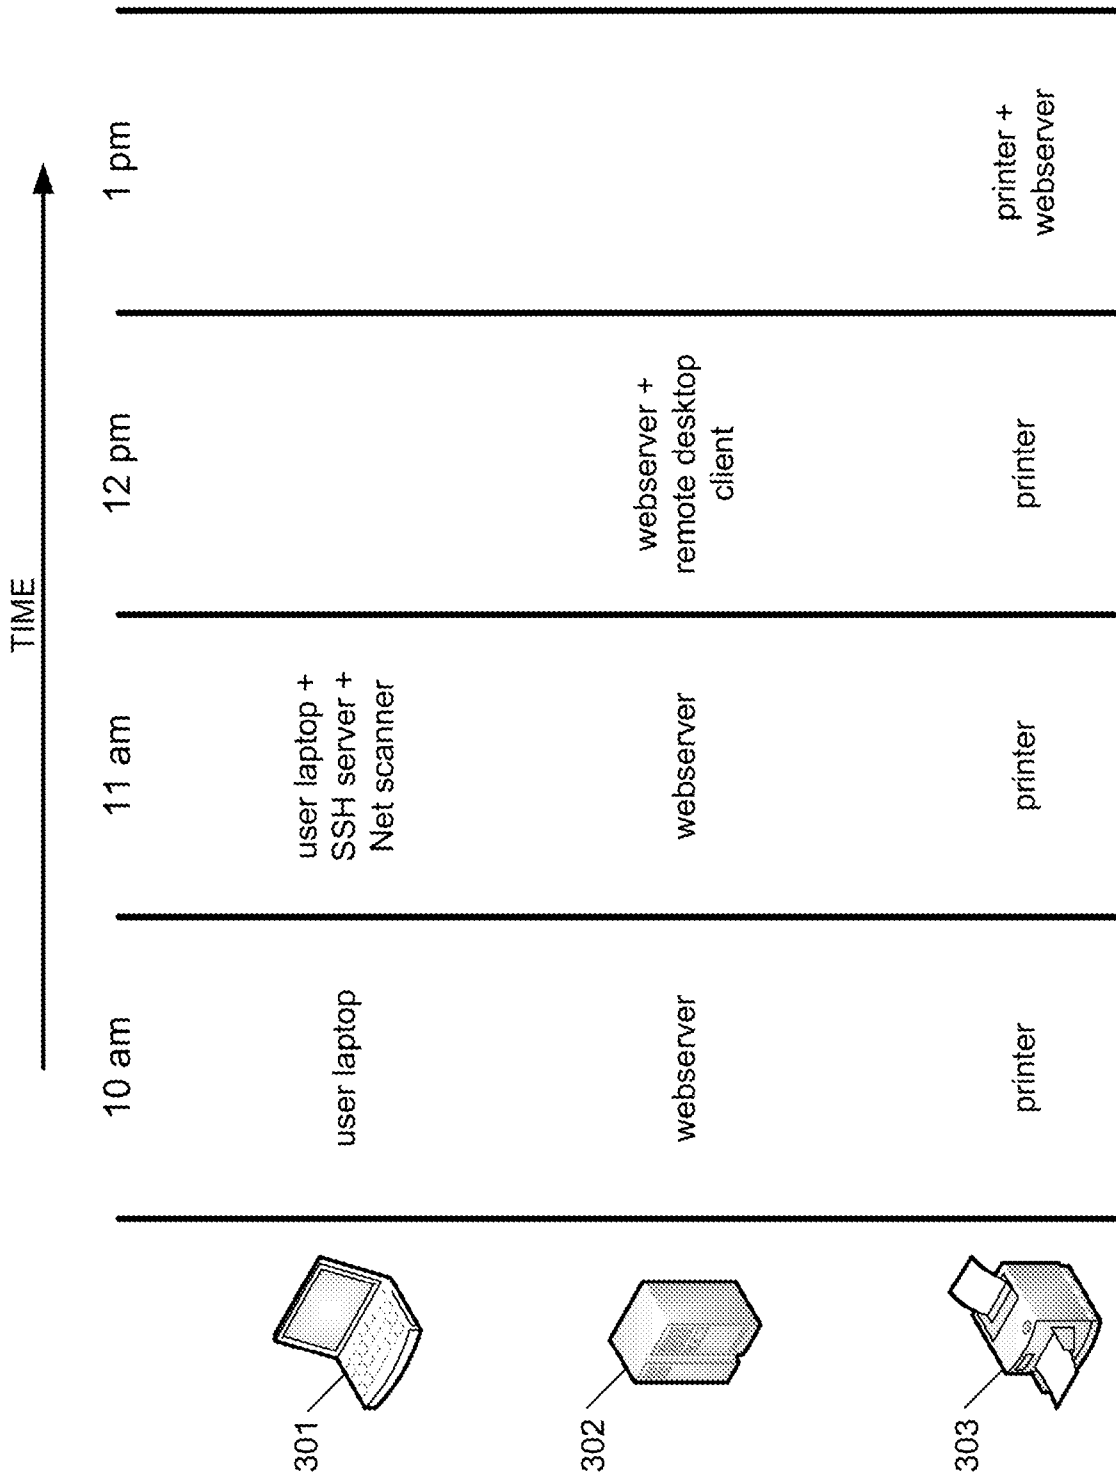 TIME
10 am
11 am
12 pm
1 pm
301
user laptop
user laptop +
SSH server +
Net scanner
302
webserver
webserver
webserver +
remote desktop
client
303
printer
printer
printer
printer +
webserver